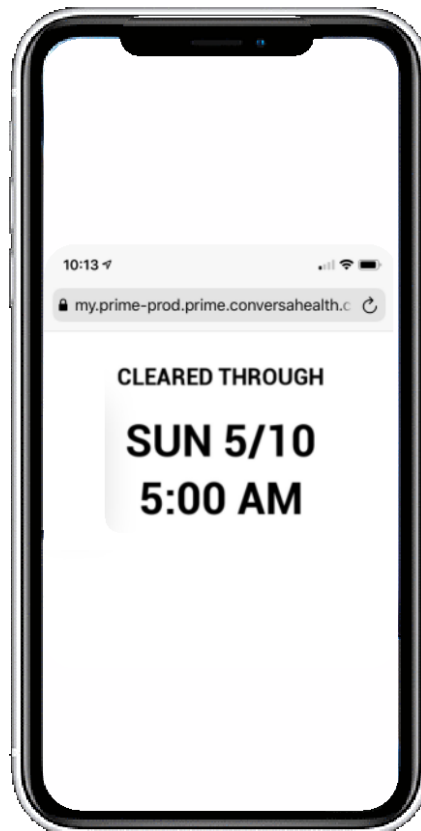 10:13
my.prime-prod.prime.conversahealth.c
CLEARED THROUGH
SUN 5/10
5:00 AM